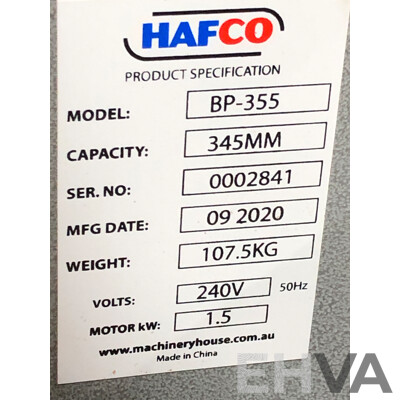 HAFCO
PRODUCT SPECIFICATION
MODEL: BP-355
CAPACITY: 345MM
SER. NO: 0002841
MFG DATE: 09 2020
WEIGHT: 107.5KG
VOLTS: 240V 50Hz
MOTOR kW: 1.5
www.machineryhouse.com.au
Made in China
EHVA